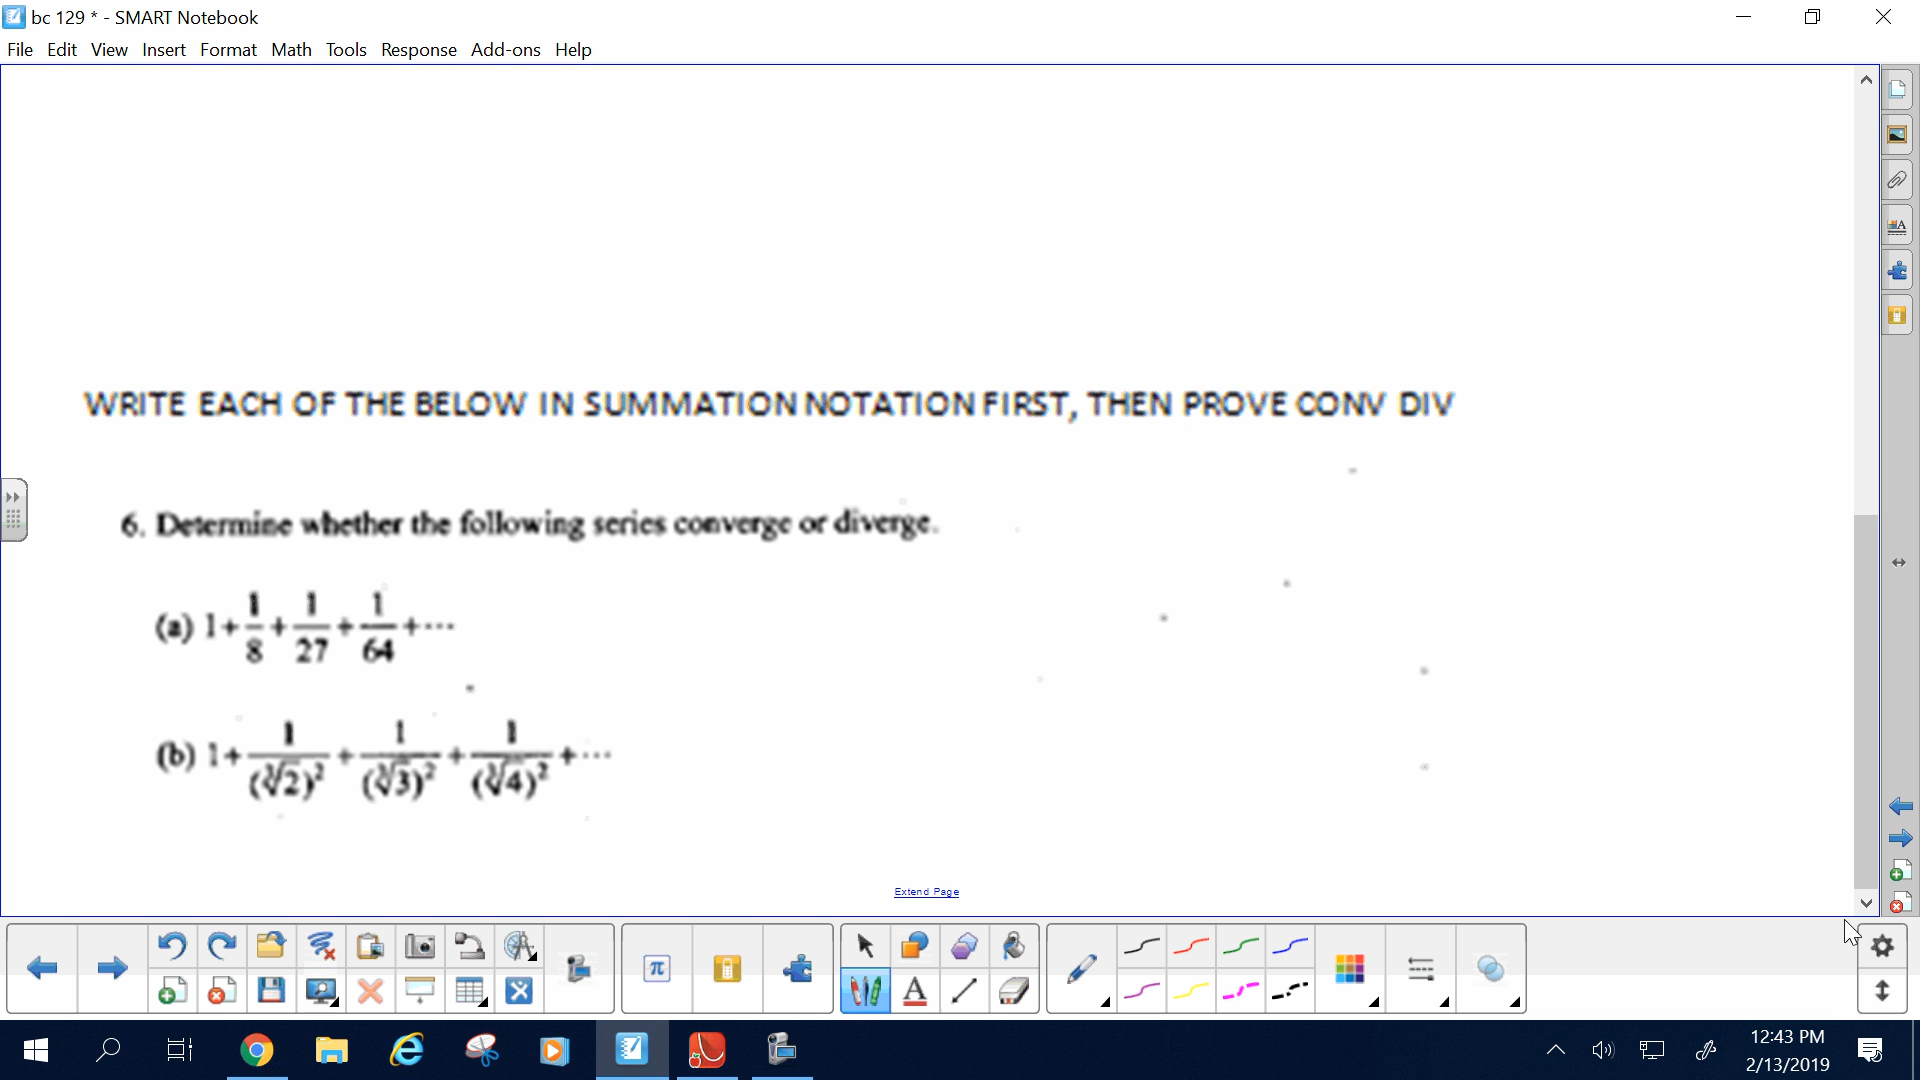 bc 129 * - SMART Notebook
File Edit View Insert Format Math Tools Response Add-ons Help
WRITE EACH OF THE BELOW IN SUMMATION NOTATION FIRST, THEN PROVE CONV DIV
6. Determine whether the following series converge or diverge.
(a) 1+1/8+1/27+1/64+⋯
(b) 1+1/(∛2)²+1/(∛3)²+1/(∛4)²+⋯
Extend Page
π
A
12:43 PM
2/13/2019